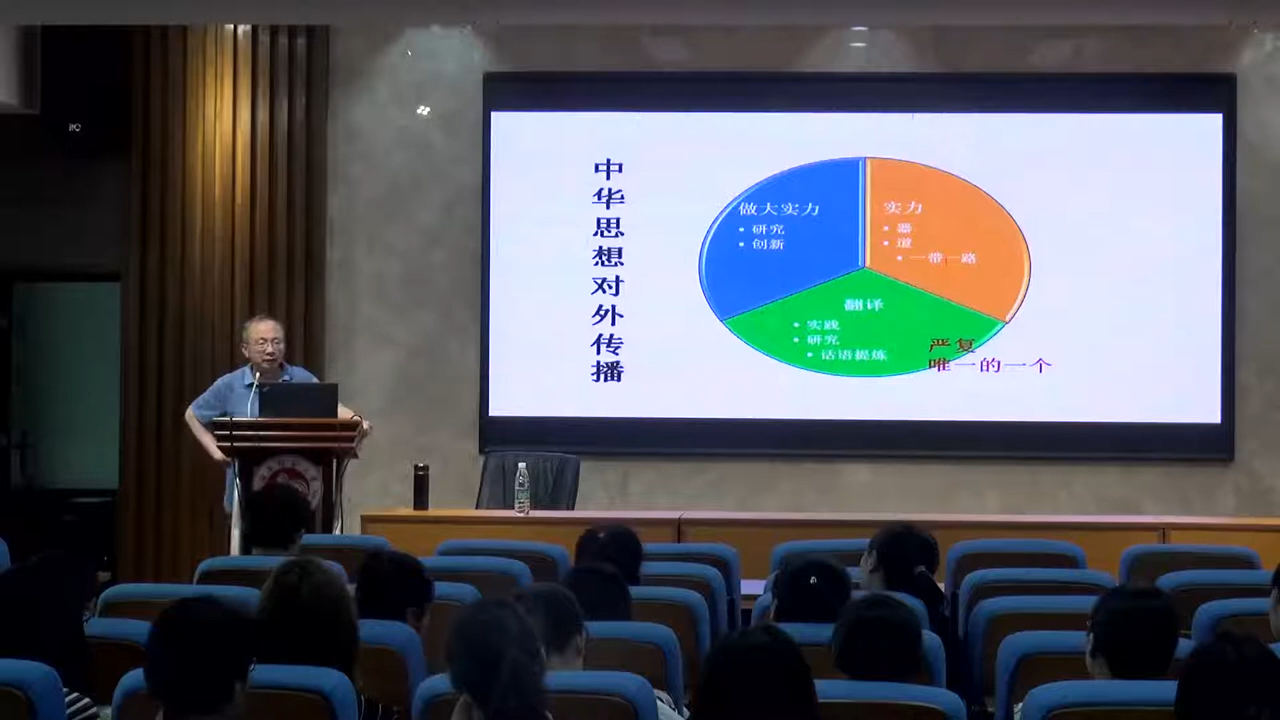 中华思想对外传播
做大实力
研究
创新
实力
器
道
一带一路
翻译
实践
研究
话语提炼
严复
唯一的一个